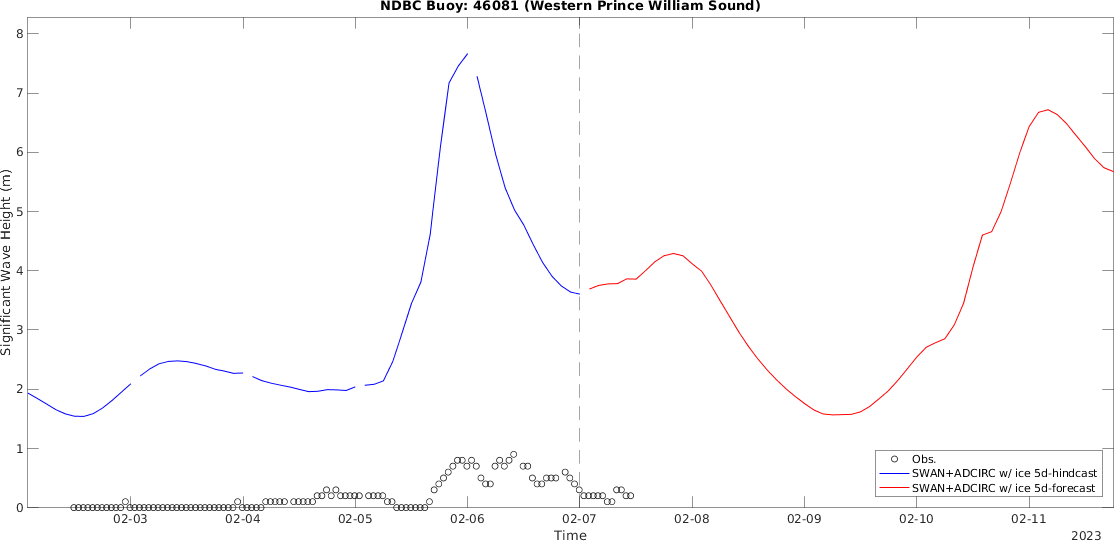 NDBC Buoy: 46081 (Western Prince William Sound)
8
7
6
5
4
3
2
1
0
Significant Wave Height (m)
Obs.
SWAN+ADCIRC w/ ice 5d-hindcast
SWAN+ADCIRC w/ ice 5d-forecast
02-03 02-04 02-05 02-06 02-07 02-08 02-09 02-10 02-11
Time
2023